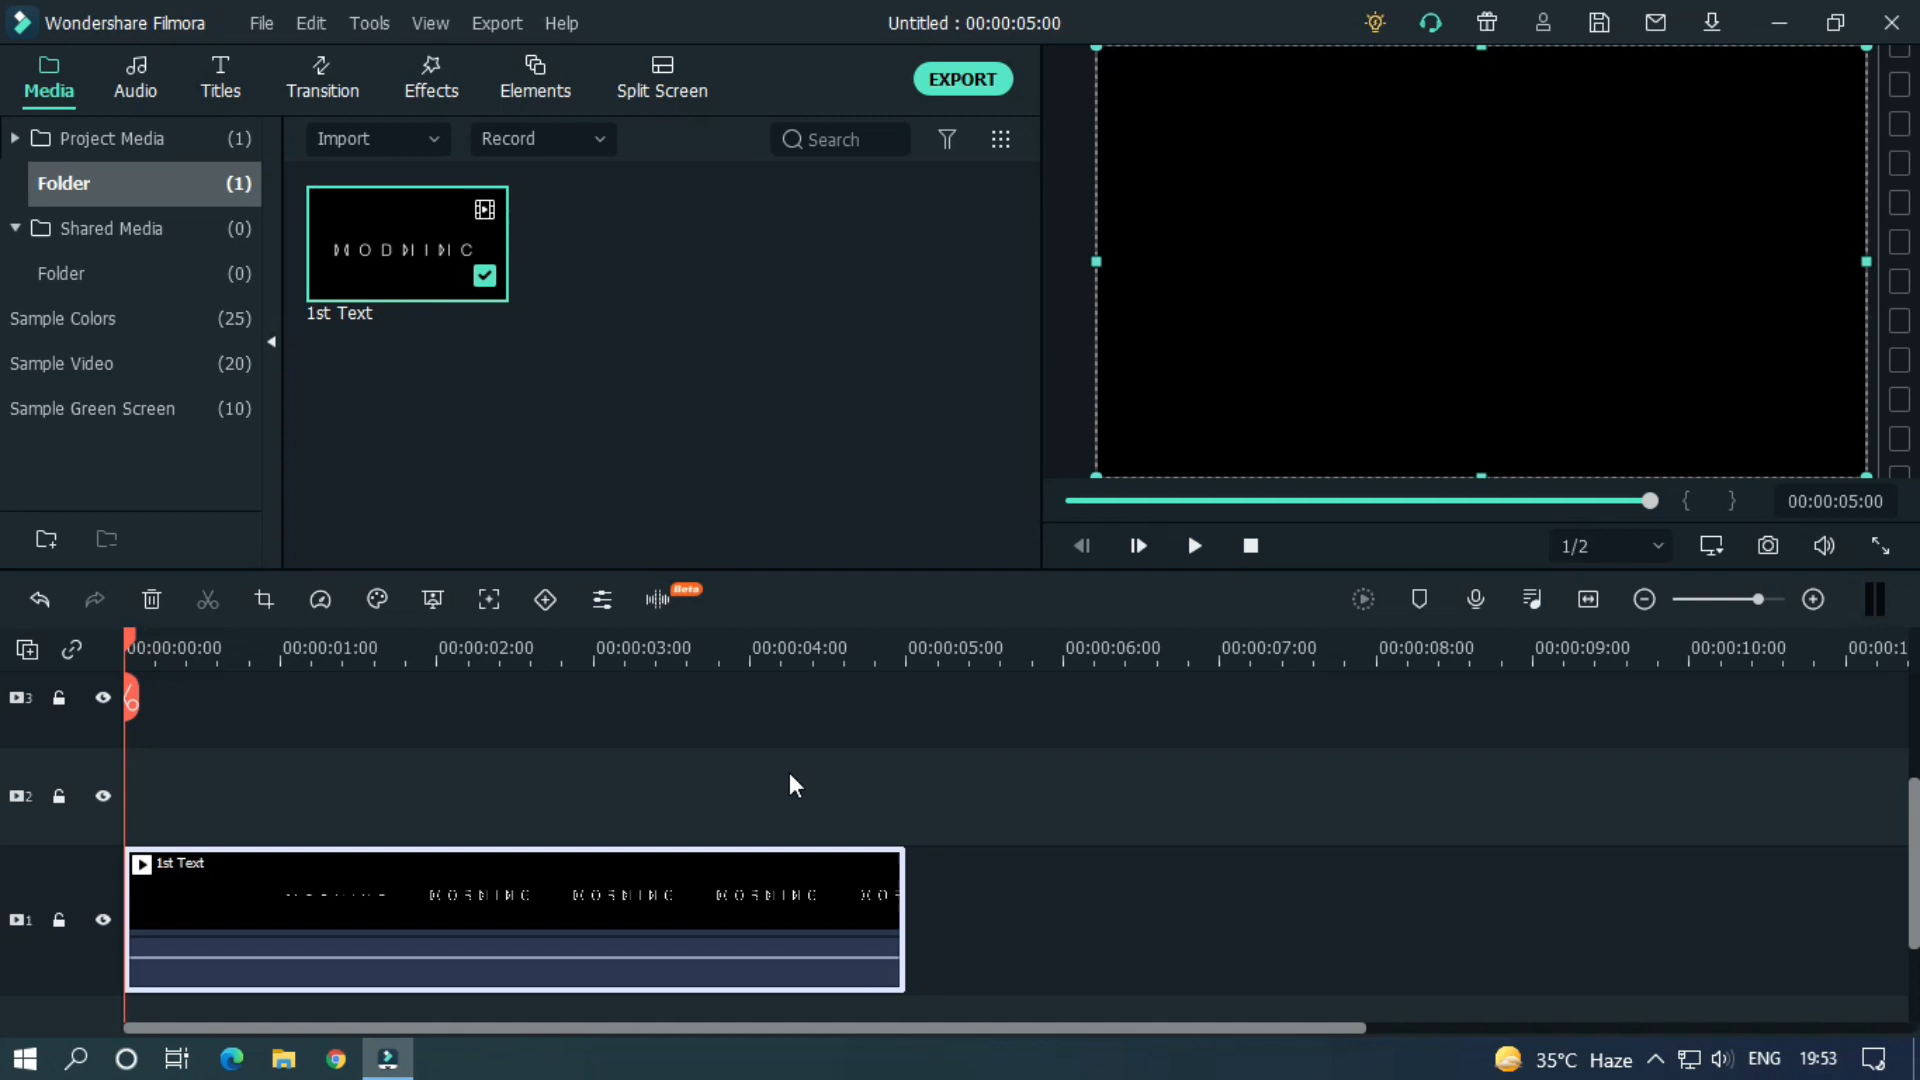 Wondershare Filmora
File
Edit
Tools
View
Export
Help
Untitled : 00:00:05:00
Media
Audio
Titles
Transition
Effects
Elements
Split Screen
EXPORT
Project Media (1)
Folder (1)
Shared Media (0)
Folder (0)
Sample Colors (25)
Sample Video (20)
Sample Green Screen (10)
Import
Record
Search
1st Text
{ }
00:00:05:00
1/2
Beta
00:00:00:00
00:00:01:00
00:00:02:00
00:00:03:00
00:00:04:00
00:00:05:00
00:00:06:00
00:00:07:00
00:00:08:00
00:00:09:00
00:00:10:00
00:00:1
3
2
1st Text
1
35°C Haze
ENG
19:53